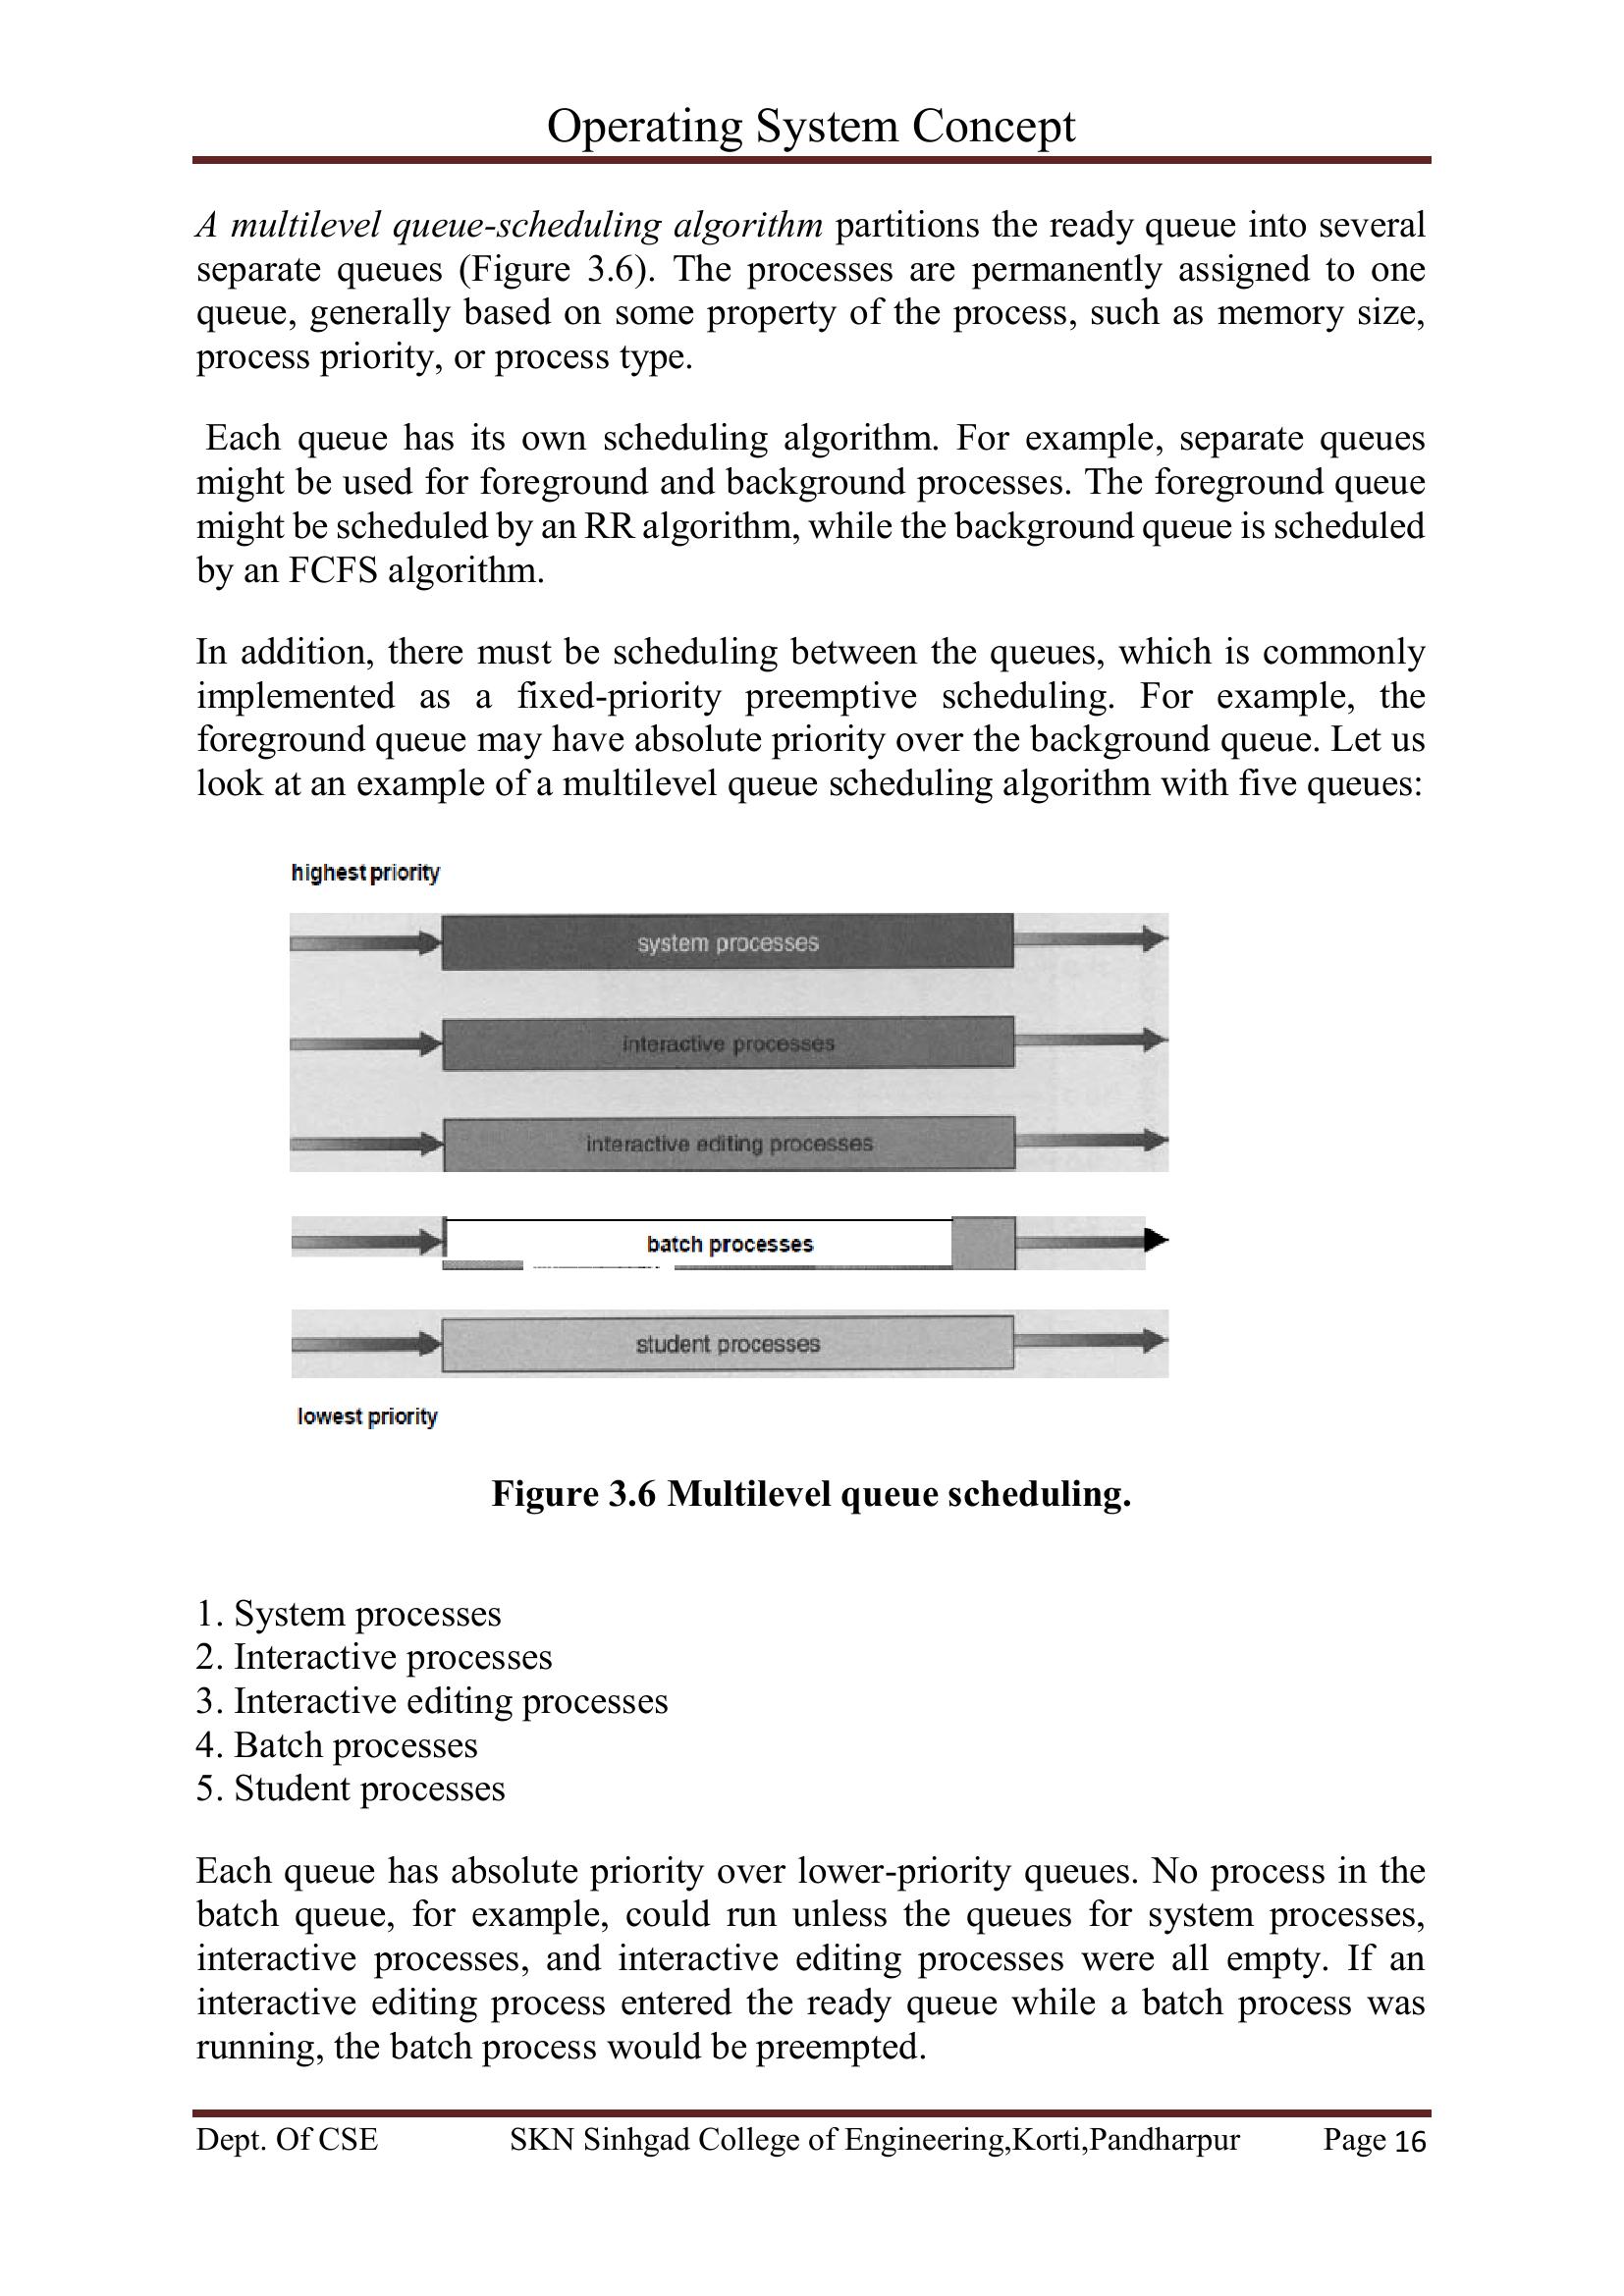 Operating System Concept
A multilevel queue-scheduling algorithm partitions the ready queue into several
separate queues (Figure 3.6). The processes are permanently assigned to one
queue, generally based on some property of the process, such as memory size,
process priority, or process type.
Each queue has its own scheduling algorithm. For example, separate queues
might be used for foreground and background processes. The foreground queue
might be scheduled by an RR algorithm, while the background queue is scheduled
by an FCFS algorithm.
In addition, there must be scheduling between the queues, which is commonly
implemented as a fixed-priority preemptive scheduling. For example, the
foreground queue may have absolute priority over the background queue. Let us
look at an example of a multilevel queue scheduling algorithm with five queues:
highest priority
system processes
interactive processes
interactive editing processes
batch processes
student processes
lowest priority
Figure 3.6 Multilevel queue scheduling.
1. System processes
2. Interactive processes
3. Interactive editing processes
4. Batch processes
5. Student processes
Each queue has absolute priority over lower-priority queues. No process in the
batch queue, for example, could run unless the queues for system processes,
interactive processes, and interactive editing processes were all empty. If an
interactive editing process entered the ready queue while a batch process was
running, the batch process would be preempted.
Dept. Of CSE SKN Sinhgad College of Engineering,Korti,Pandharpur Page 16